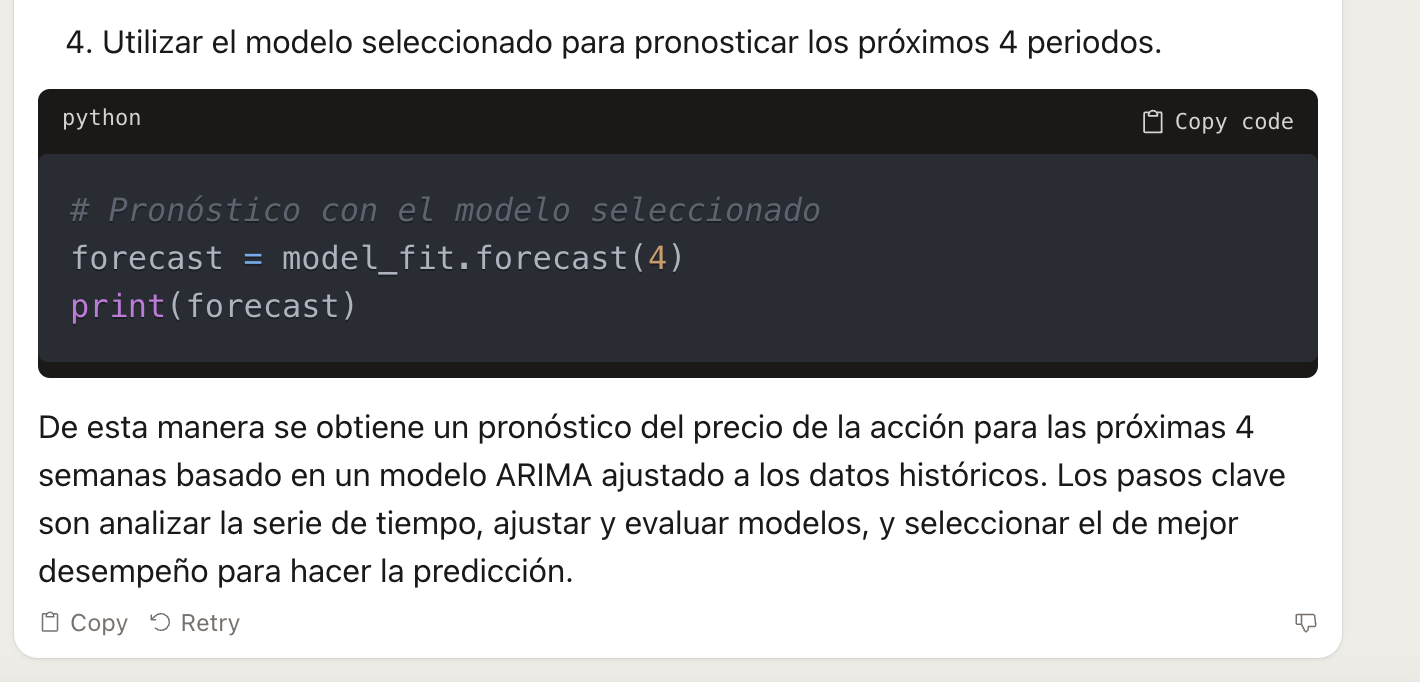 4. Utilizar el modelo seleccionado para pronosticar los próximos 4 periodos.
python
Copy code
# Pronóstico con el modelo seleccionado
forecast = model_fit.forecast(4)
print(forecast)
De esta manera se obtiene un pronóstico del precio de la acción para las próximas 4
semanas basado en un modelo ARIMA ajustado a los datos históricos. Los pasos clave
son analizar la serie de tiempo, ajustar y evaluar modelos, y seleccionar el de mejor
desempeño para hacer la predicción.
Copy Retry